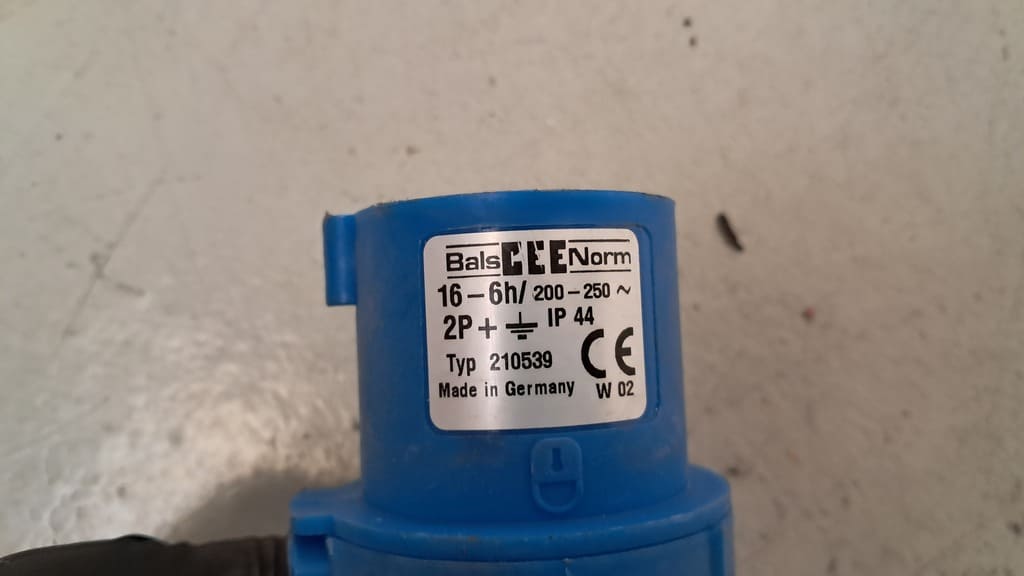 Bals CEE Norm
16-6h/ 200-250 ~
2P+⏚ IP 44
Typ 210539
CE
Made in Germany W 02